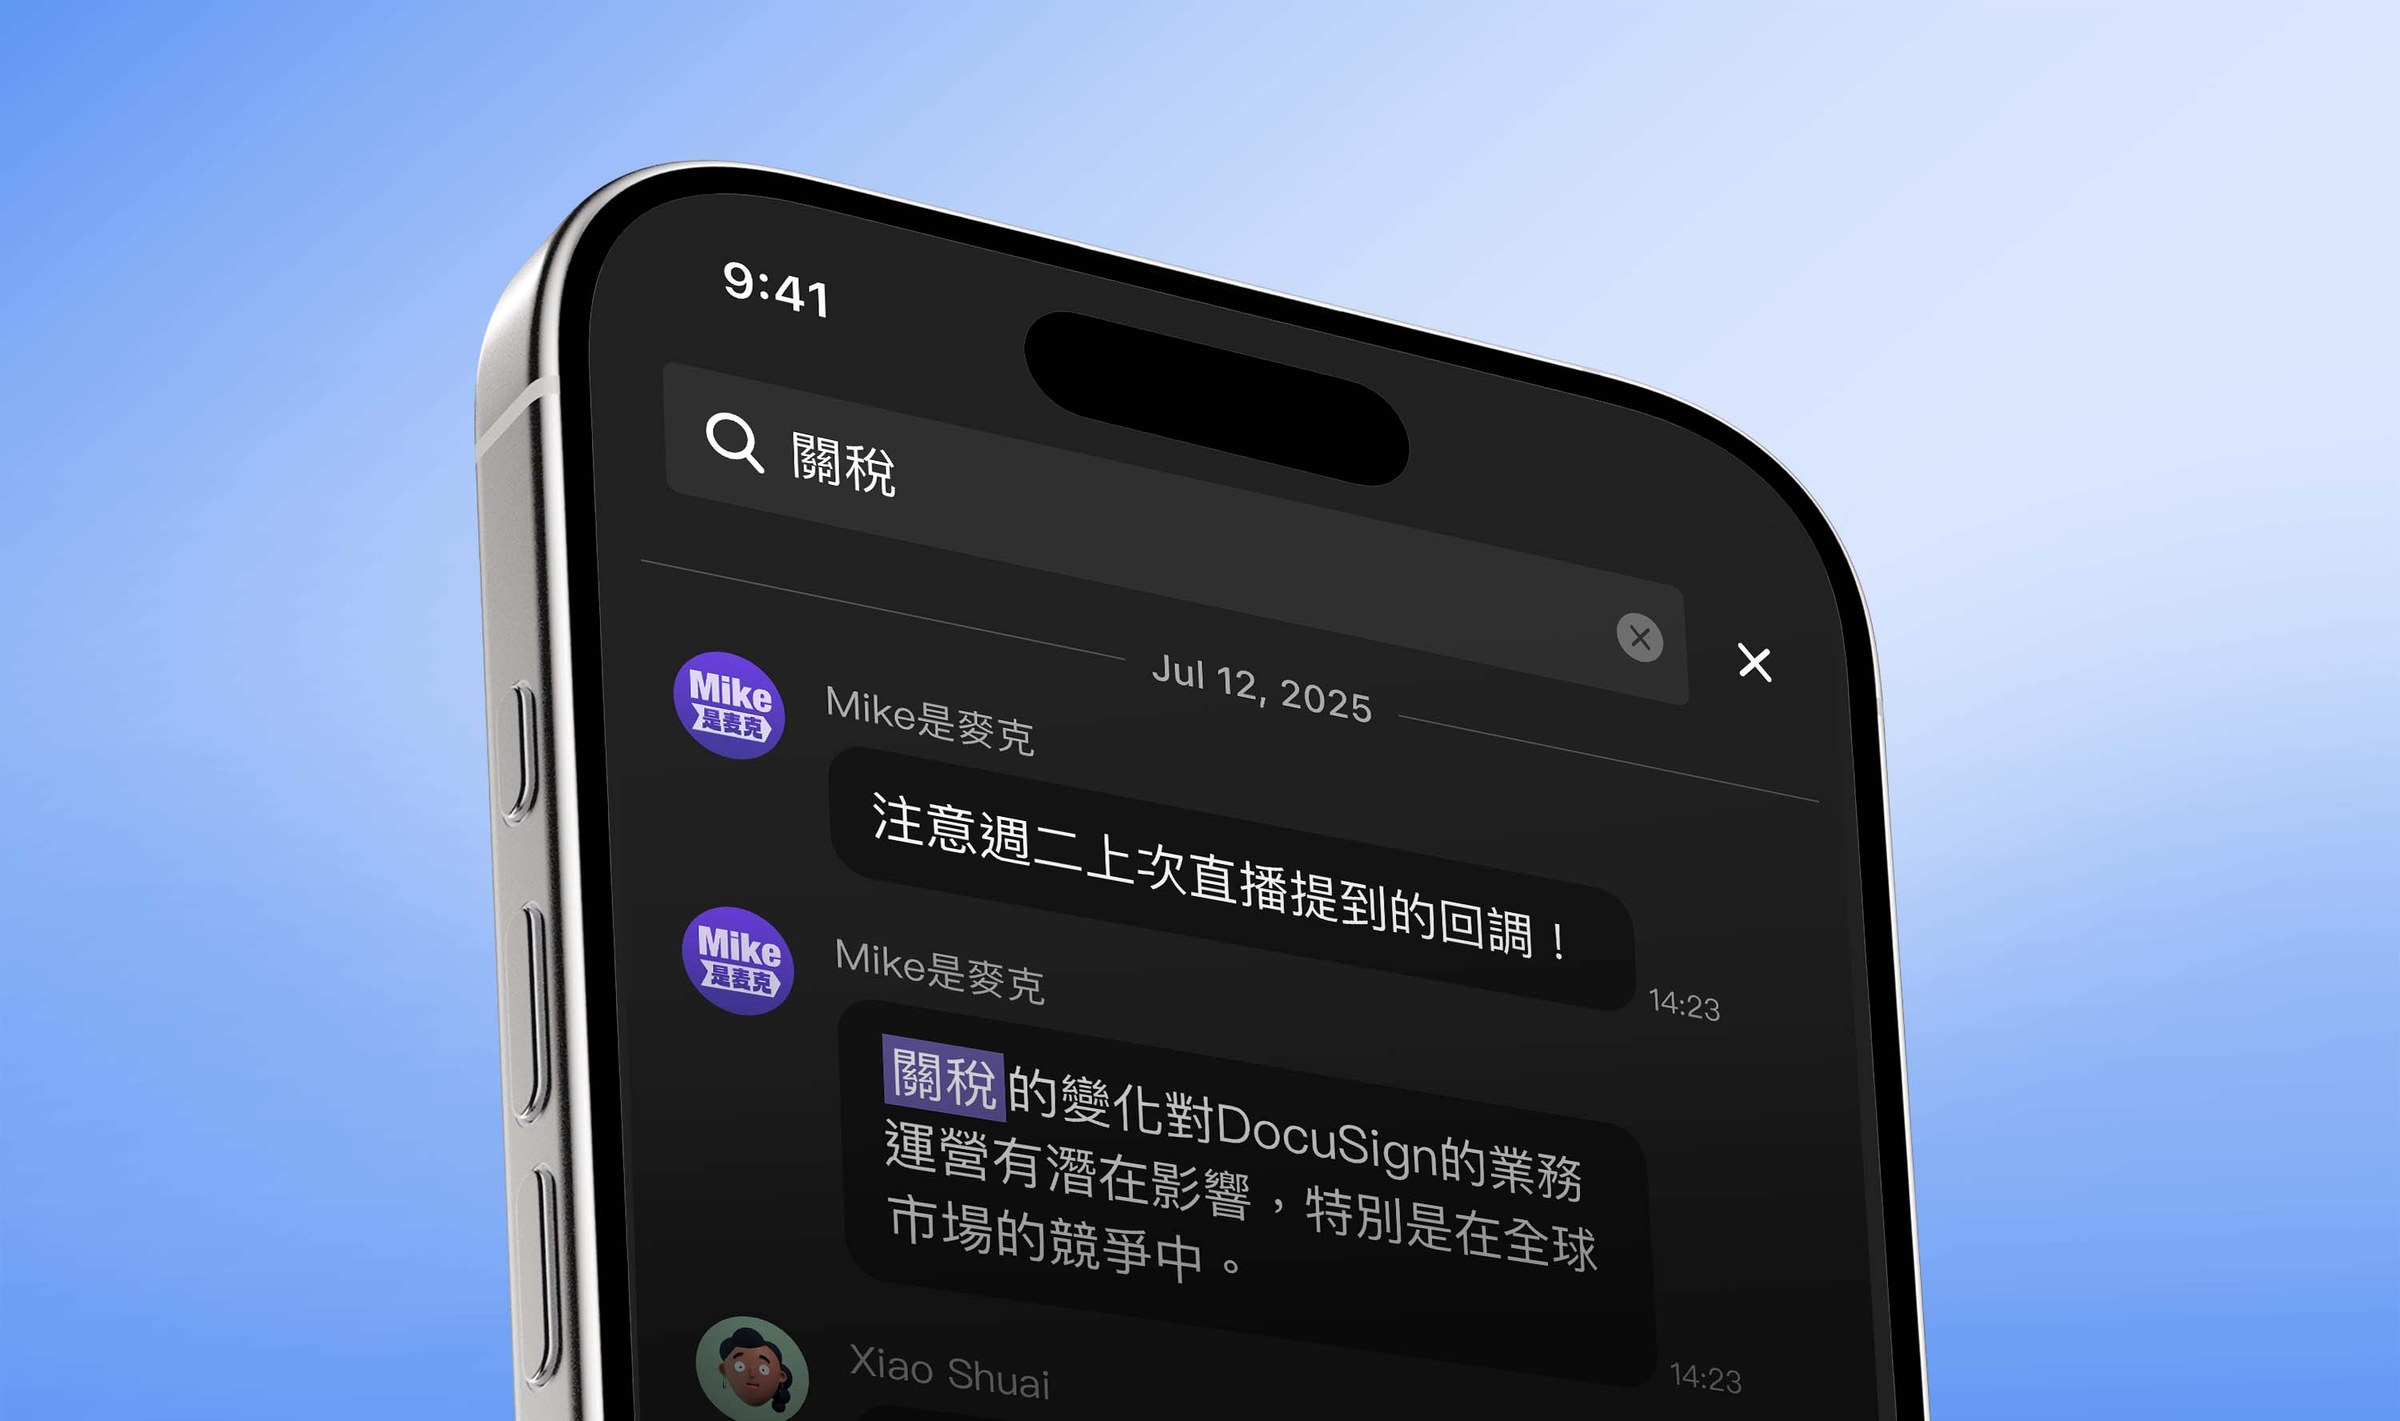 9:41
關稅
Jul 12, 2025
Mike
是麦克
Mike是麥克
注意週二上次直播提到的回調！
14:23
Mike
是麦克
Mike是麥克
關稅的變化對DocuSign的業務
運營有潛在影響，特別是在全球
市場的競爭中。
14:23
Xiao Shuai